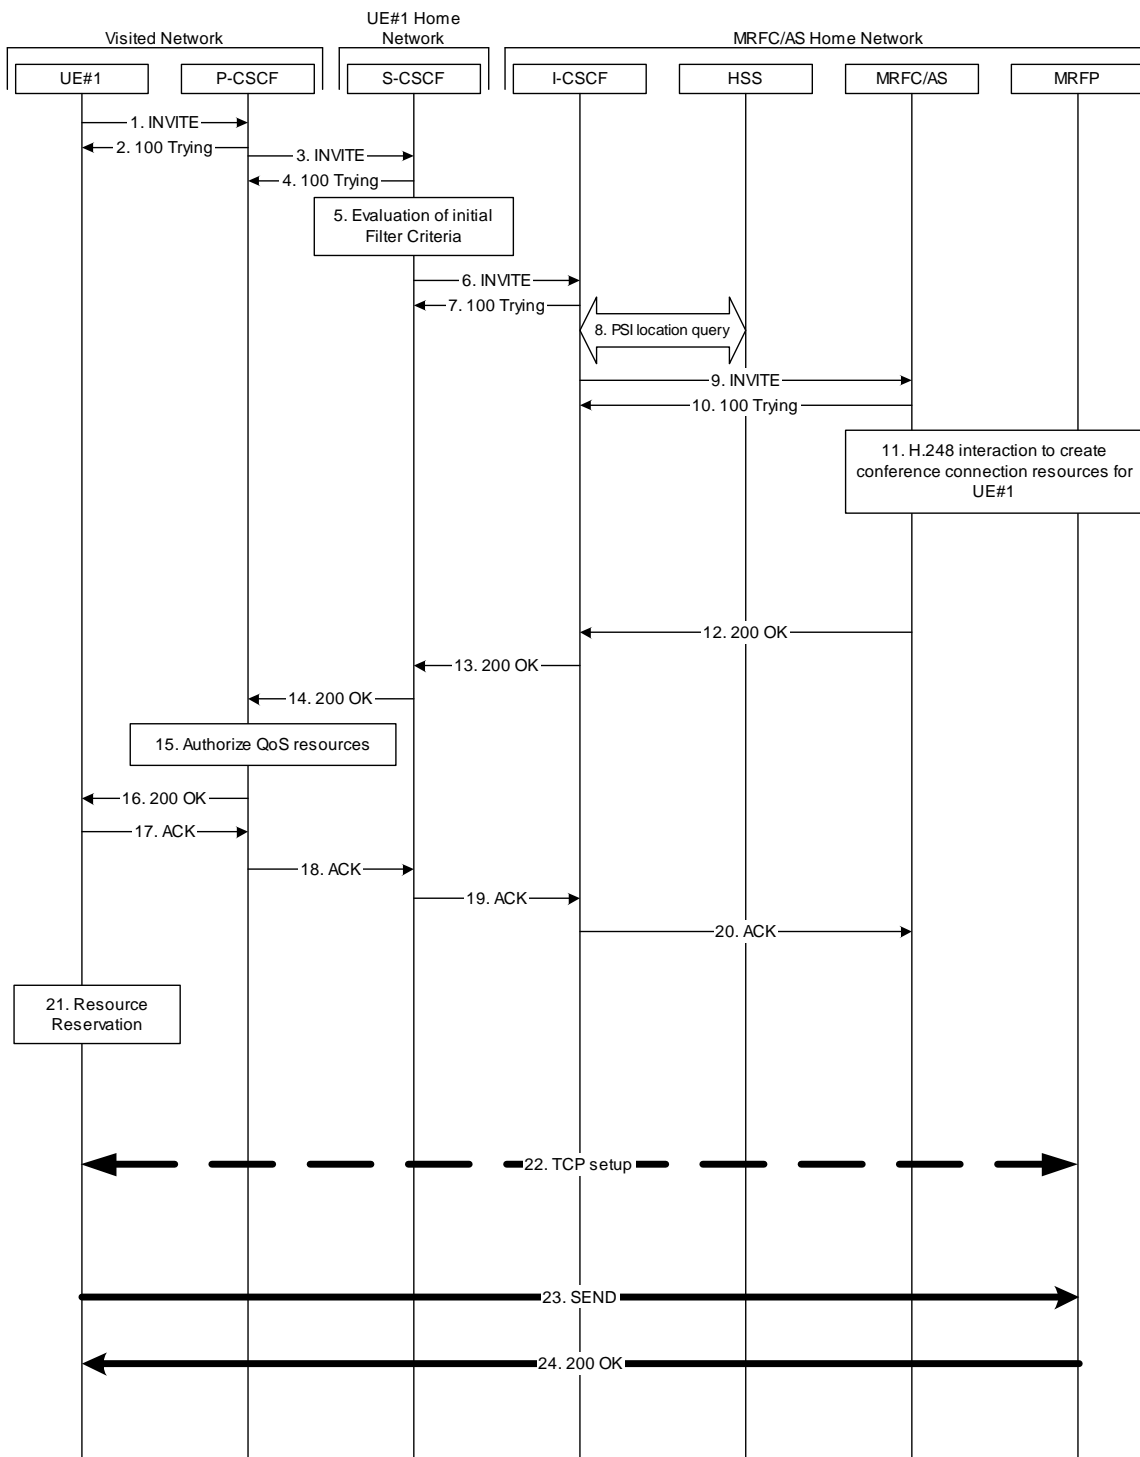 UE#1 Home
Network
Visited Network
MRFC/AS Home Network
UE#1
P-CSCF
S-CSCF
I-CSCF
HSS
MRFC/AS
MRFP
1. INVITE
2. 100 Trying
3. INVITE
4. 100 Trying
5. Evaluation of initial
Filter Criteria
6. INVITE
7. 100 Trying
8. PSI location query
9. INVITE
10. 100 Trying
11. H.248 interaction to create
conference connection resources for
UE#1
12. 200 OK
13. 200 OK
14. 200 OK
15. Authorize QoS resources
16. 200 OK
17. ACK
18. ACK
19. ACK
20. ACK
21. Resource
Reservation
22. TCP setup
23. SEND
24. 200 OK